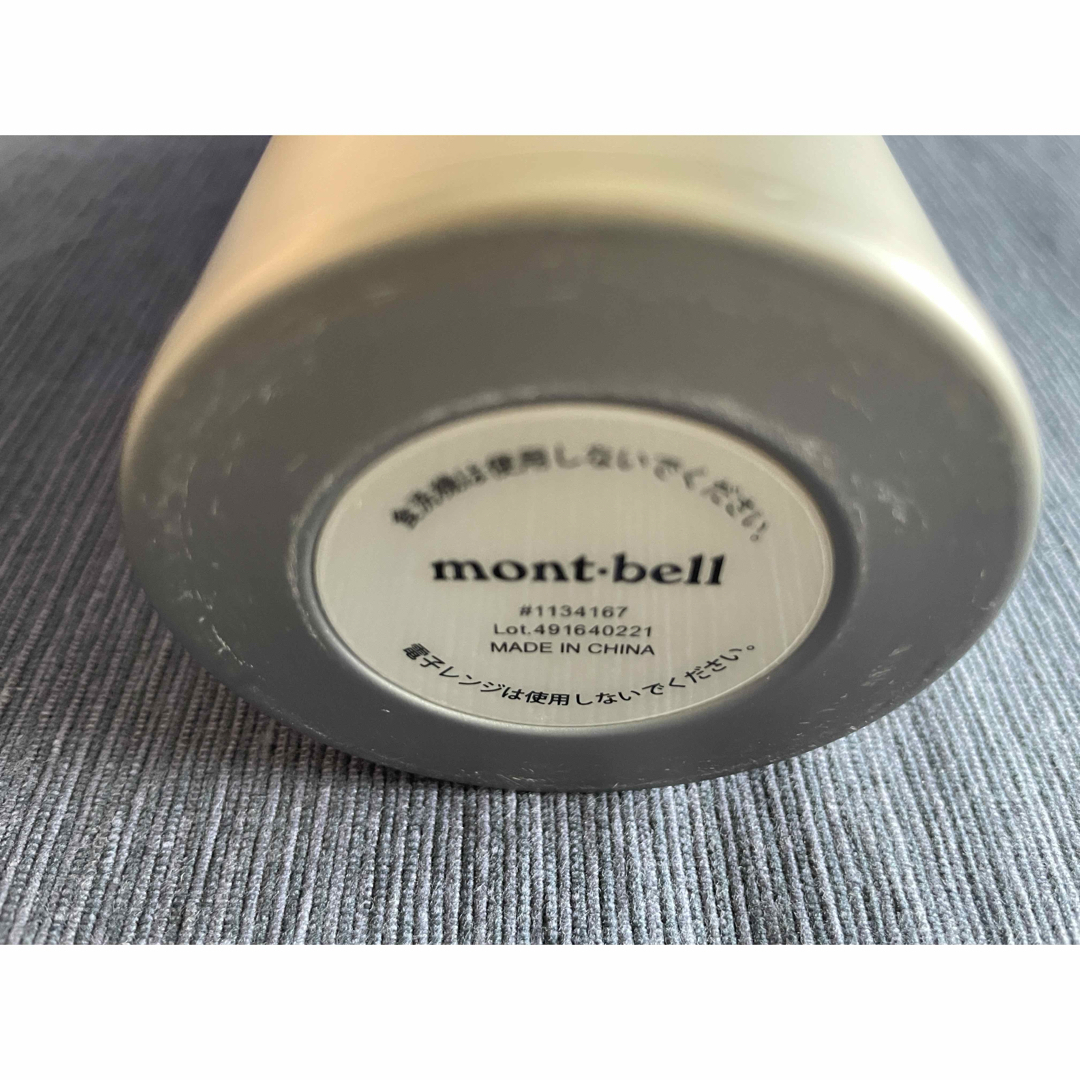 食洗機は使用しないでください。
mont·bell
#1134167
Lot.491640221
MADE IN CHINA
電子レンジは使用しないでください。